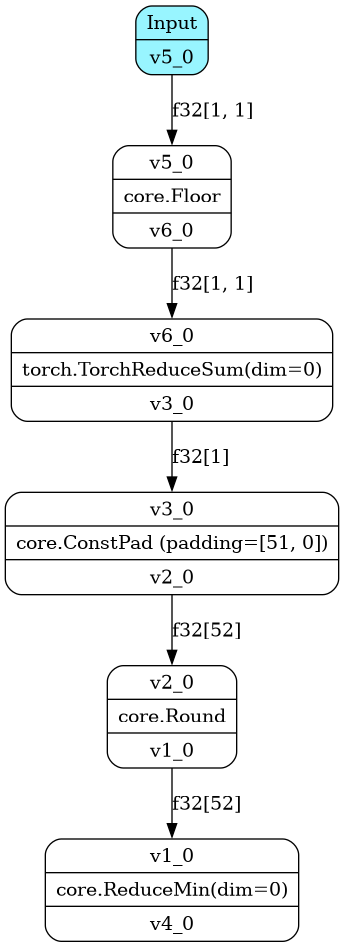 Input
v5_0
f32[1, 1]
v5_0
core.Floor
v6_0
f32[1, 1]
v6_0
torch.TorchReduceSum(dim=0)
v3_0
f32[1]
v3_0
core.ConstPad (padding=[51, 0])
v2_0
f32[52]
v2_0
core.Round
v1_0
f32[52]
v1_0
core.ReduceMin(dim=0)
v4_0